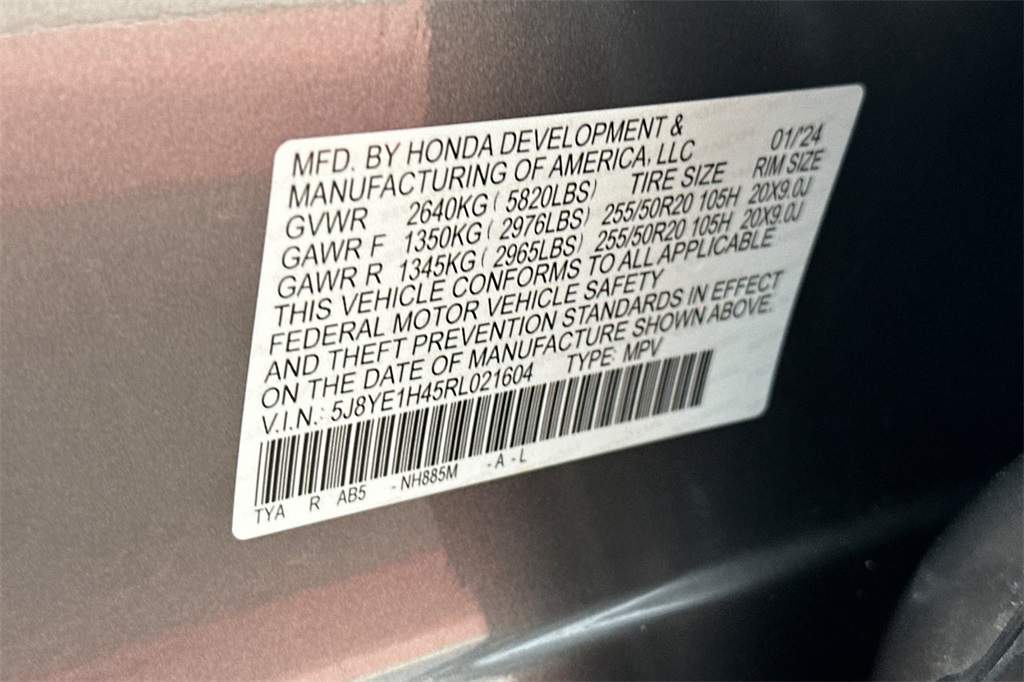 MFD. BY HONDA DEVELOPMENT & 01/'24
MANUFACTURING OF AMERICA, LLC
GVWR 2640KG ( 5820LBS) TIRE SIZE RIM SIZE
GAWR F 1350KG ( 2976LBS) 255/50R20 105H 20X9.0J
GAWR R 1345KG ( 2965LBS) 255/50R20 105H 20X9.0J
THIS VEHICLE CONFORMS TO ALL APPLICABLE
FEDERAL MOTOR VEHICLE SAFETY
AND THEFT PREVENTION STANDARDS IN EFFECT
ON THE DATE OF MANUFACTURE SHOWN ABOVE.
V.I.N.: 5J8YE1H45RL021604 TYPE: MPV
TYA R AB5 - NH885M - A - L